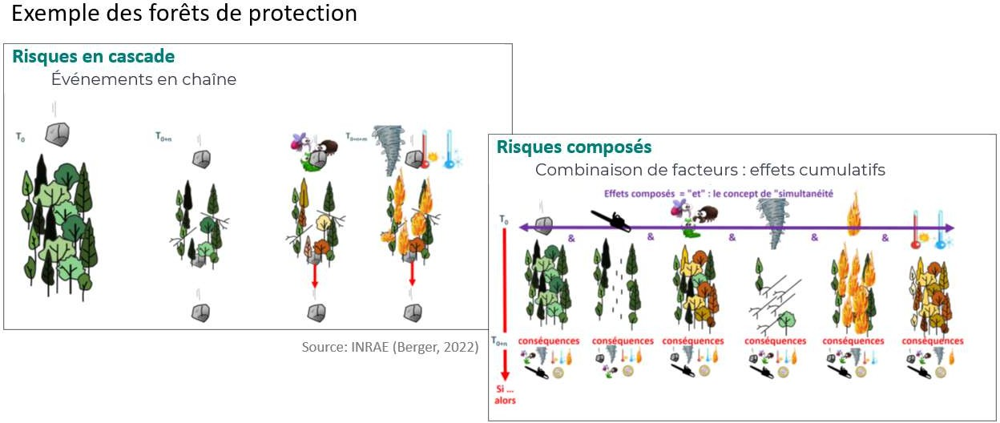 Exemple des forêts de protection
Risques en cascade
Événements en chaîne
T0
T0+n
T0+n+m
Source: INRAE (Berger, 2022)
Risques composés
Combinaison de facteurs : effets cumulatifs
Effets composés = "et" : le concept de "simultanéité
T0
& & & & &
T0+n
conséquences conséquences conséquences conséquences conséquences conséquences
Si ...
alors